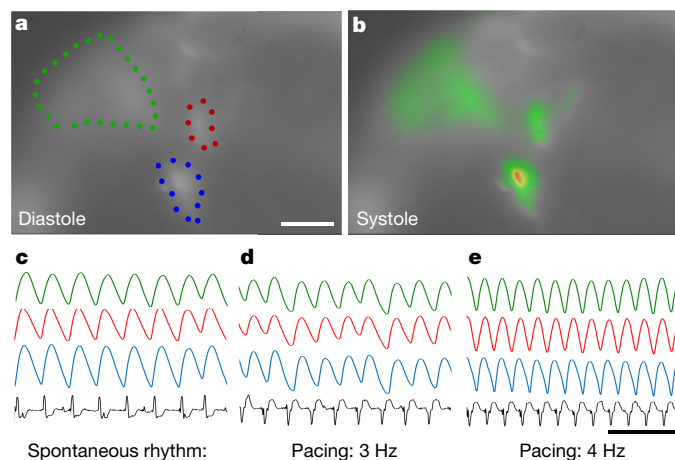 a
b
Diastole
Systole
c
d
e
Spontaneous rhythm:
Pacing: 3 Hz
Pacing: 4 Hz